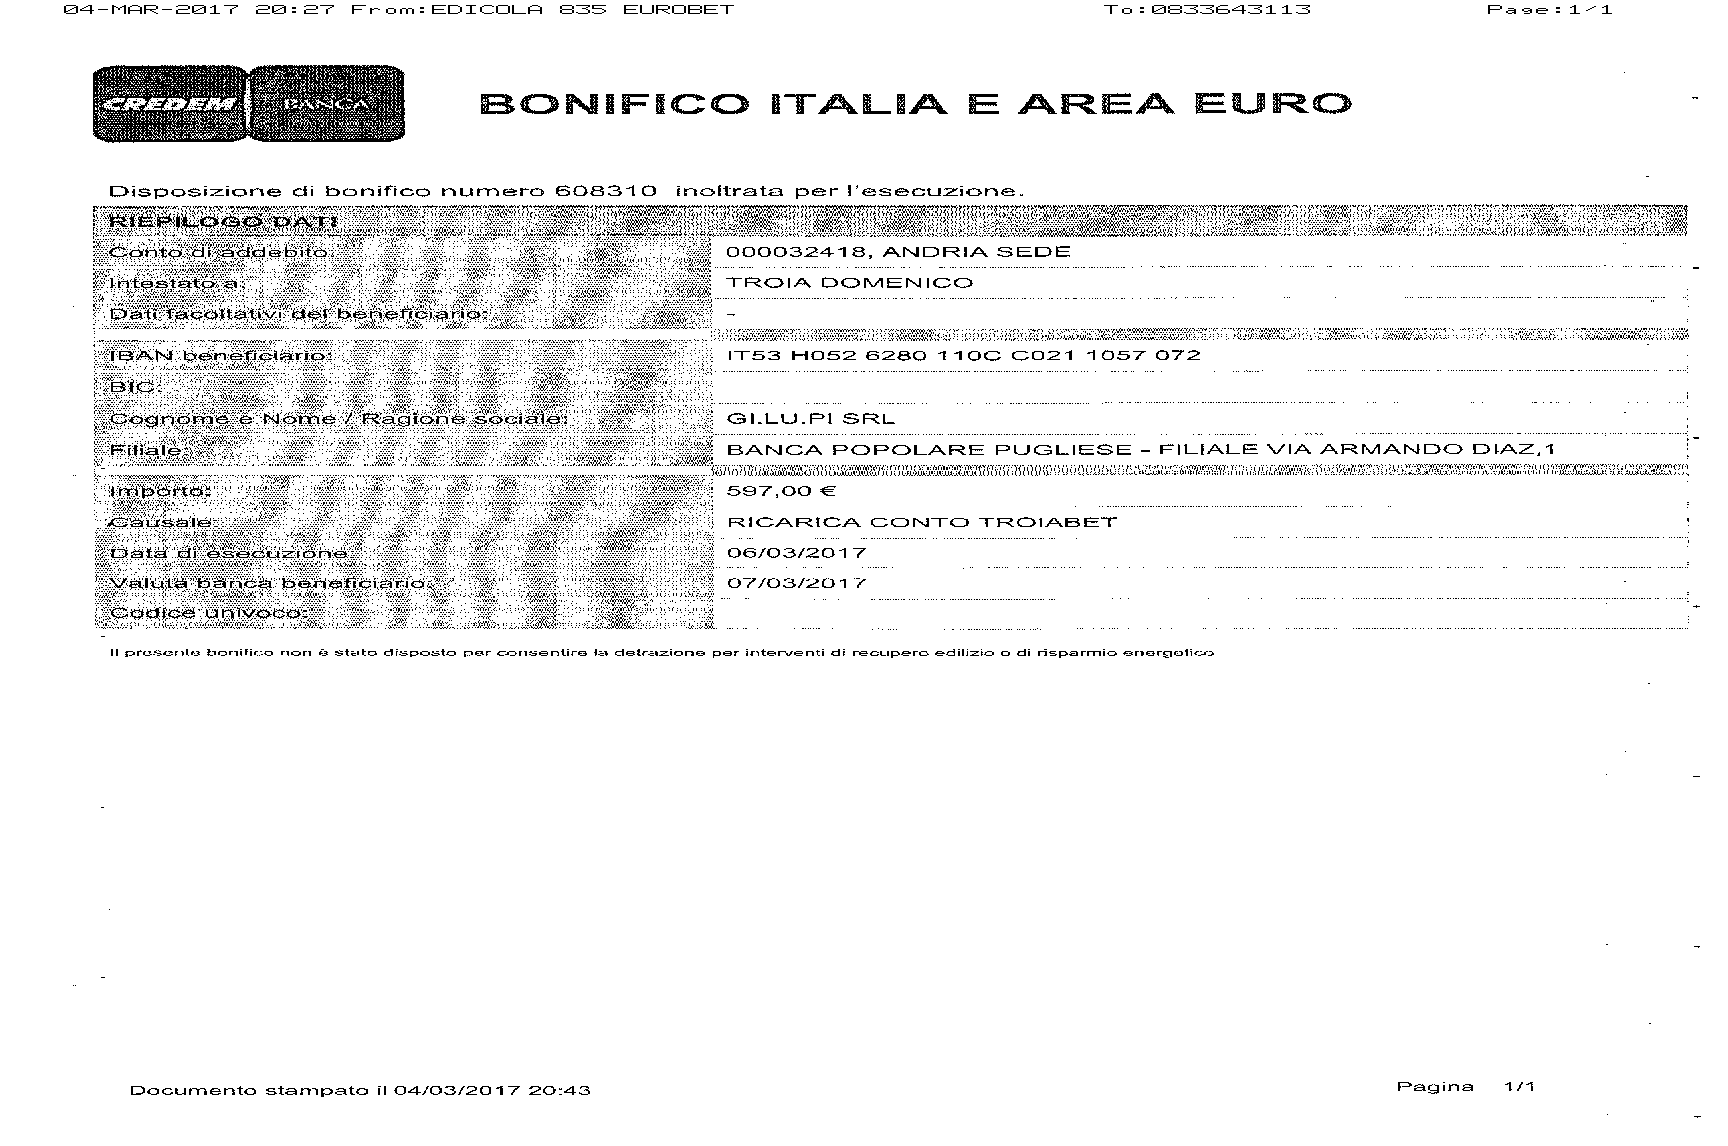 04-MAR-2017 20:27 From:EDICOLA 835 EUROBET To:0833643113 Page:1/1
CREDEM BANCA
BONIFICO ITALIA E AREA EURO
Disposizione di bonifico numero 608310 inoltrata per l'esecuzione.
RIEPILOGO DATI
Conto di addebito: 000032418, ANDRIA SEDE
Intestato a: TROIA DOMENICO
Dati facoltativi del beneficiario: -
IBAN beneficiario: IT53 H052 6280 110C C021 1057 072
BIC:
Cognome e Nome / Ragione sociale: GI.LU.PI SRL
Filiale: BANCA POPOLARE PUGLIESE - FILIALE VIA ARMANDO DIAZ,1
Importo: 597,00 €
Causale: RICARICA CONTO TROIABET
Data di esecuzione: 06/03/2017
Valuta banca beneficiario: 07/03/2017
Codice univoco:
Il presente bonifico non è stato disposto per consentire la detrazione per interventi di recupero edilizio o di risparmio energetico
Documento stampato il 04/03/2017 20:43 Pagina 1/1